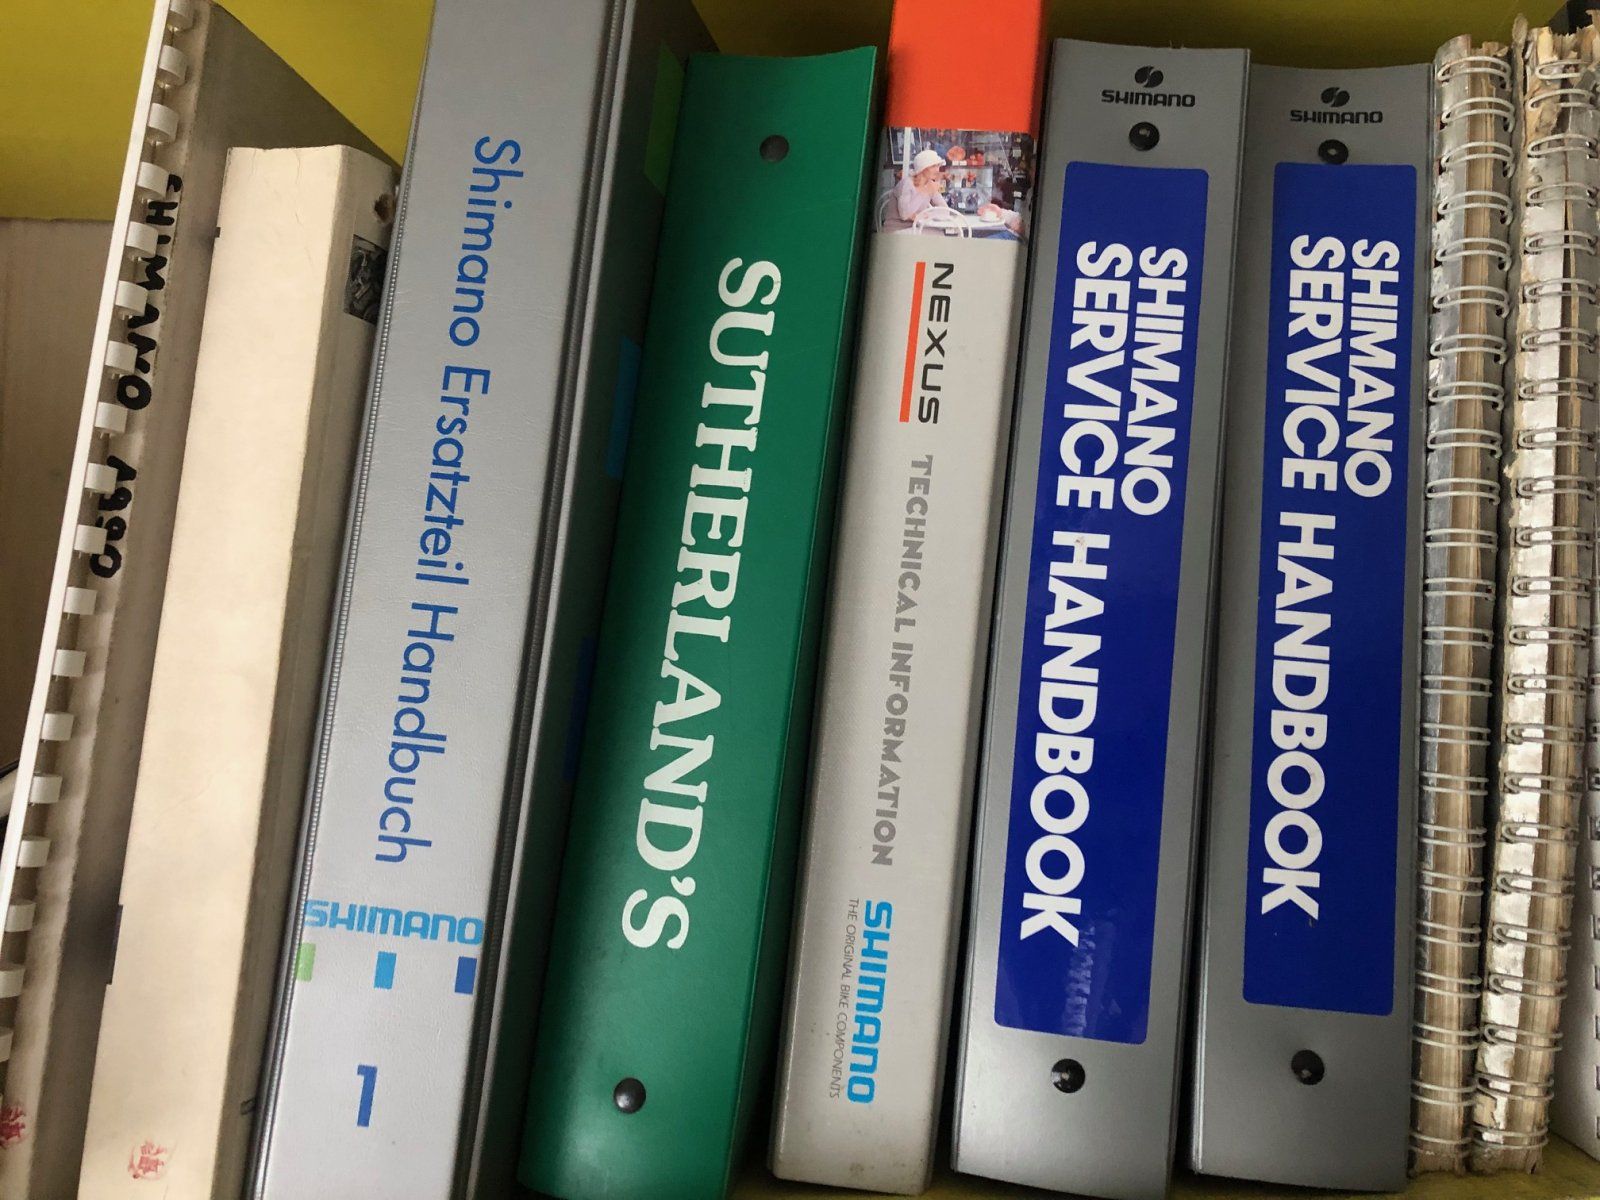 SHIMANO 1980
Shimano Ersatzteil Handbuch
SHIMANO
1
SUTHERLAND'S
NEXUS
TECHNICAL INFORMATION
SHIMANO
THE ORIGINAL BIKE COMPONENTS
SHIMANO
SHIMANO
SERVICE HANDBOOK
SHIMANO
SHIMANO
SERVICE HANDBOOK